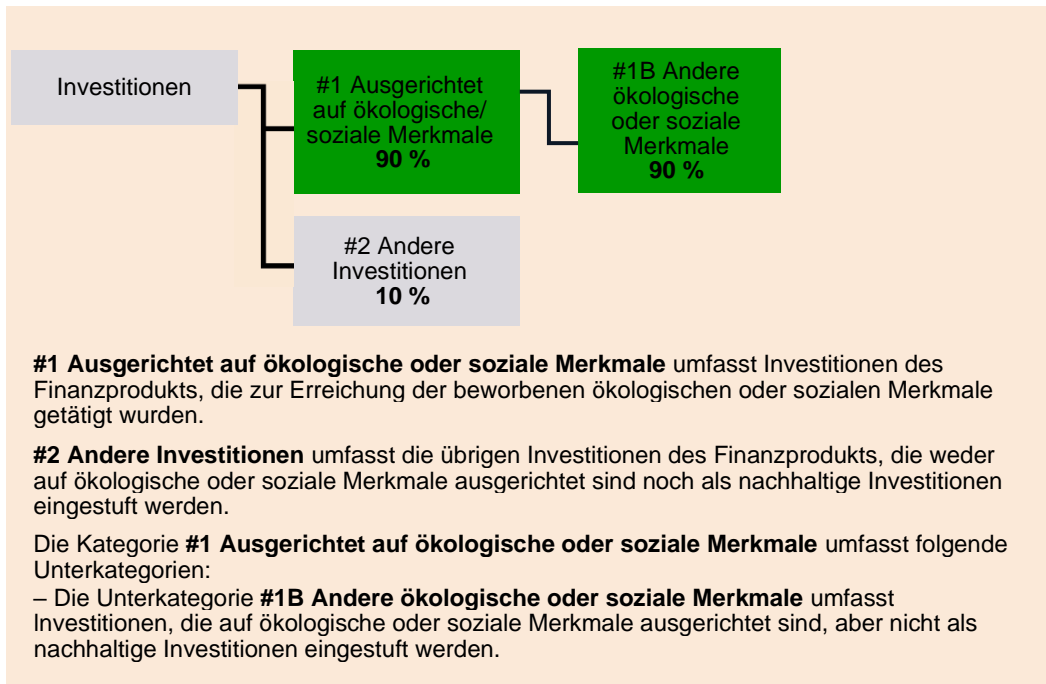 Investitionen
#1 Ausgerichtet
auf ökologische/
soziale Merkmale
90 %
#1B Andere
ökologische
oder soziale
Merkmale
90 %
#2 Andere
Investitionen
10 %
#1 Ausgerichtet auf ökologische oder soziale Merkmale umfasst Investitionen des
Finanzprodukts, die zur Erreichung der beworbenen ökologischen oder sozialen Merkmale
getätigt wurden.
#2 Andere Investitionen umfasst die übrigen Investitionen des Finanzprodukts, die weder
auf ökologische oder soziale Merkmale ausgerichtet sind noch als nachhaltige Investitionen
eingestuft werden.
Die Kategorie #1 Ausgerichtet auf ökologische oder soziale Merkmale umfasst folgende
Unterkategorien:
– Die Unterkategorie #1B Andere ökologische oder soziale Merkmale umfasst
Investitionen, die auf ökologische oder soziale Merkmale ausgerichtet sind, aber nicht als
nachhaltige Investitionen eingestuft werden.